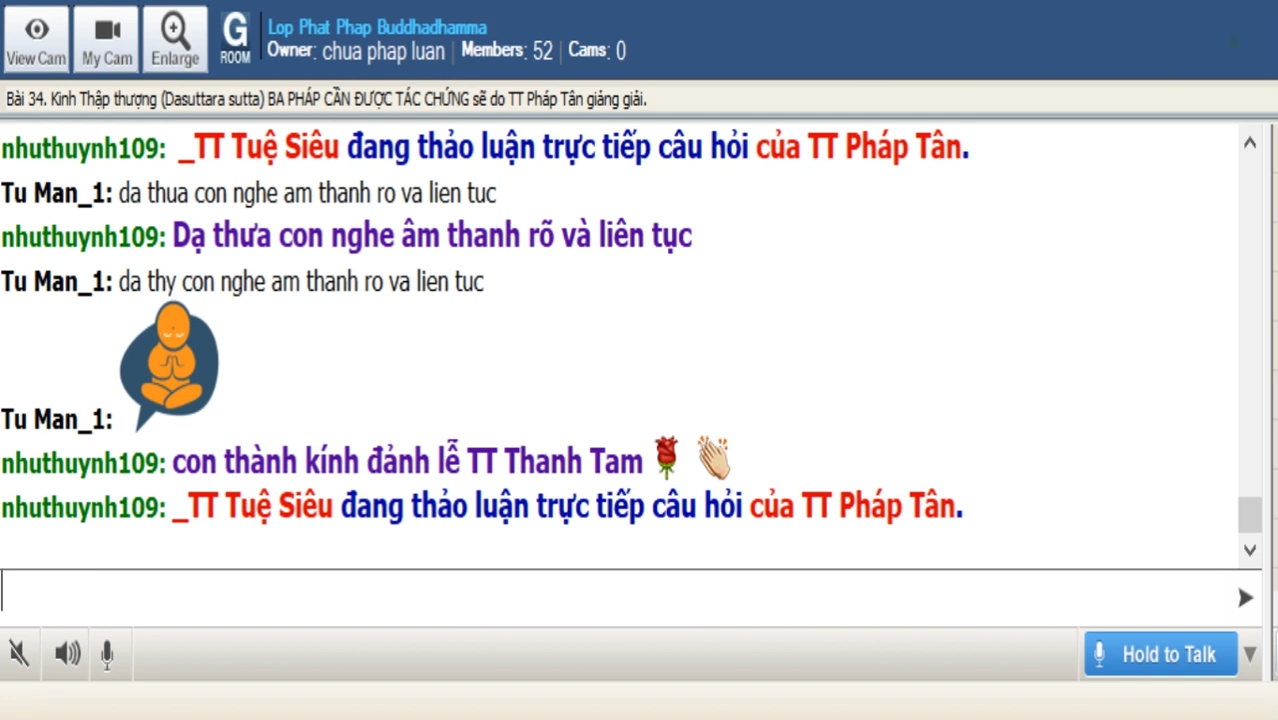 View Cam
My Cam
Enlarge
G
ROOM
Lop Phat Phap Buddhadhamma
Owner: chua phap luan | Members: 52 | Cams: 0
Bài 34. Kinh Thập thượng (Dasuttara sutta) BA PHÁP CẦN ĐƯỢC TÁC CHỨNG sẽ do TT Pháp Tân giảng giải.
nhuthuynh109: _TT Tuệ Siêu đang thảo luận trực tiếp câu hỏi của TT Pháp Tân.
Tu Man_1: da thua con nghe am thanh ro va lien tuc
nhuthuynh109: Dạ thưa con nghe âm thanh rõ và liên tục
Tu Man_1: da thy con nghe am thanh ro va lien tuc
Tu Man_1:
nhuthuynh109: con thành kính đảnh lễ TT Thanh Tam
nhuthuynh109: _TT Tuệ Siêu đang thảo luận trực tiếp câu hỏi của TT Pháp Tân.
Hold to Talk